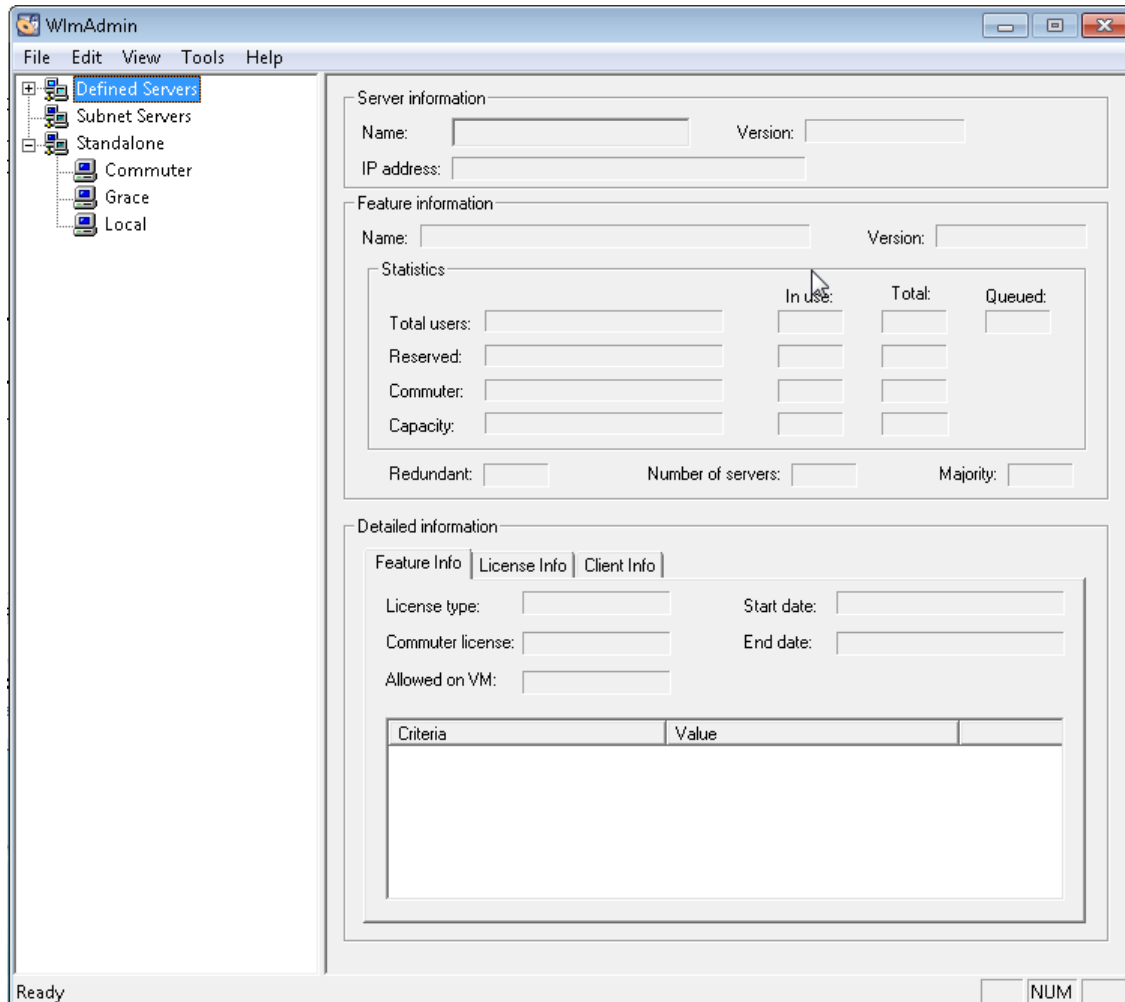 WlmAdmin
File Edit View Tools Help
Defined Servers
Subnet Servers
Standalone
Commuter
Grace
Local
Server information
Name: Version:
IP address:
Feature information
Name: Version:
Statistics
In use: Total: Queued:
Total users:
Reserved:
Commuter:
Capacity:
Redundant: Number of servers: Majority:
Detailed information
Feature Info License Info Client Info
License type: Start date:
Commuter license: End date:
Allowed on VM:
Criteria Value
Ready NUM